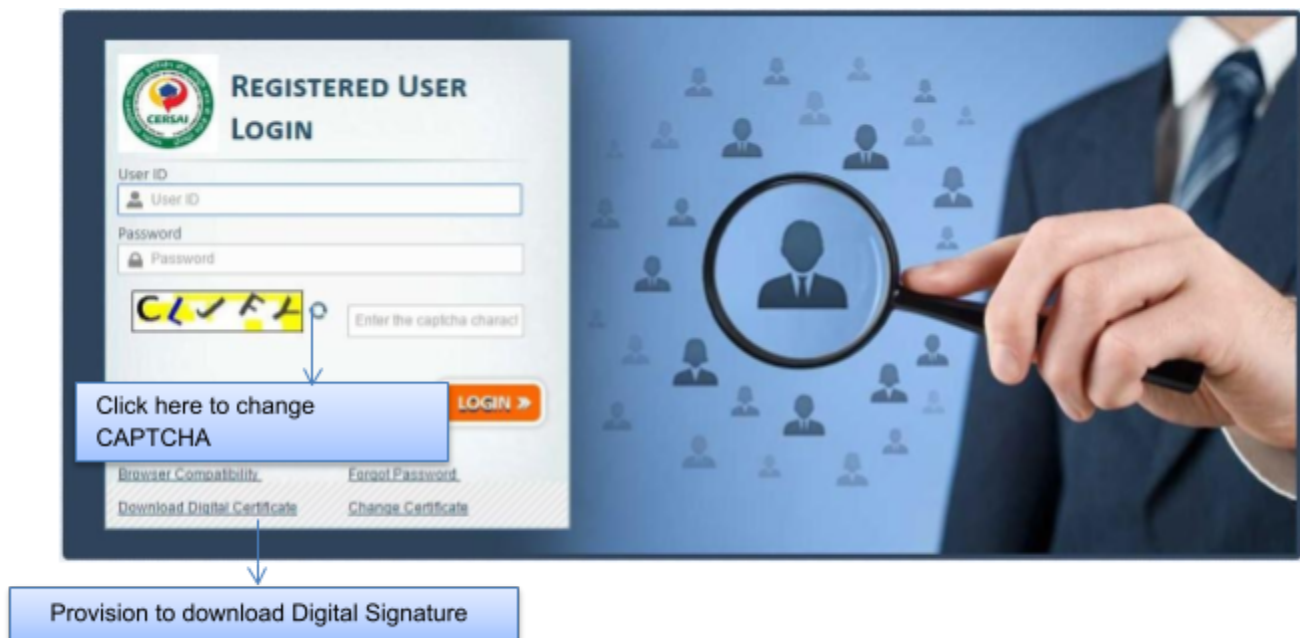 CERSAI
REGISTERED USER
LOGIN
User ID
User ID
Password
Password
CLJFY
Enter the captcha charact
Click here to change
CAPTCHA
LOGIN »
Browser Compatibility
Forgot Password
Download Digital Certificate
Change Certificate
Provision to download Digital Signature